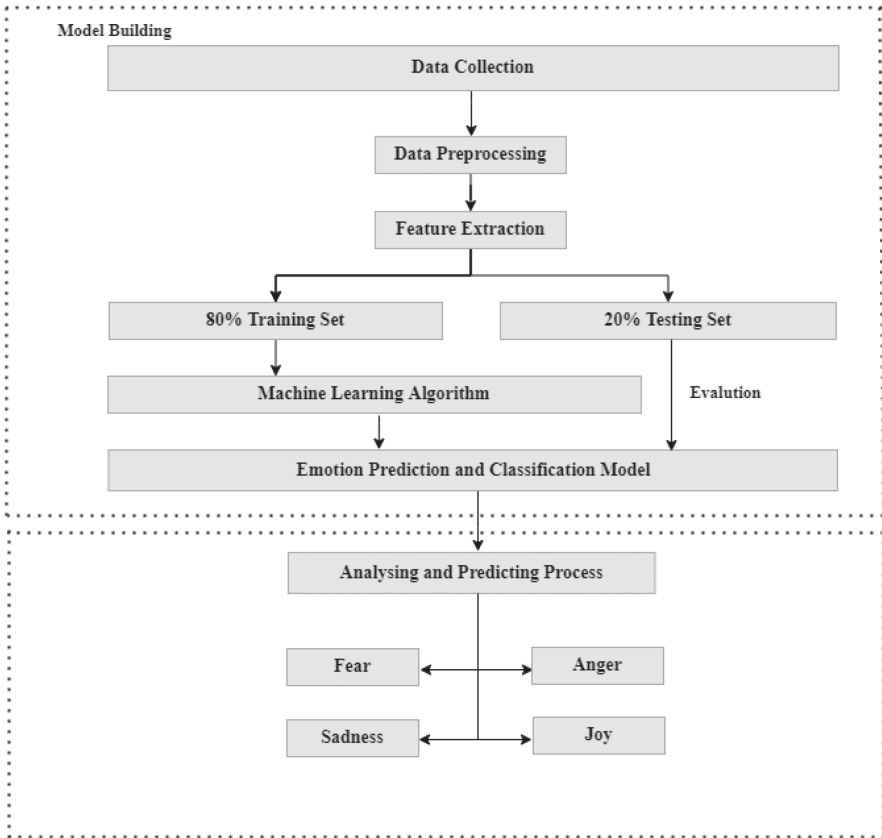 Model Building
Data Collection
Data Preprocessing
Feature Extraction
80% Training Set
20% Testing Set
Machine Learning Algorithm
Evalution
Emotion Prediction and Classification Model
Analysing and Predicting Process
Fear
Anger
Sadness
Joy